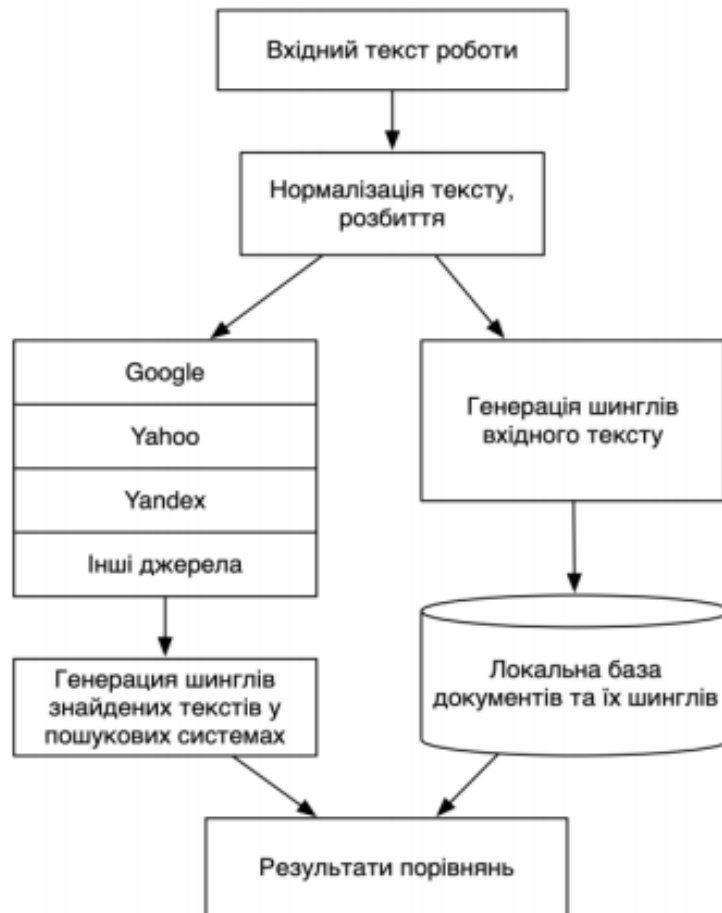 Вхідний текст роботи
Нормалізація тексту,
розбиття
Google
Yahoo
Yandex
Інші джерела
Генерация шинглів
знайдених текстів у
пошукових системах
Генерація шинглів
вхідного тексту
Локальна база
документів та їх шинглів
Результати порівнянь